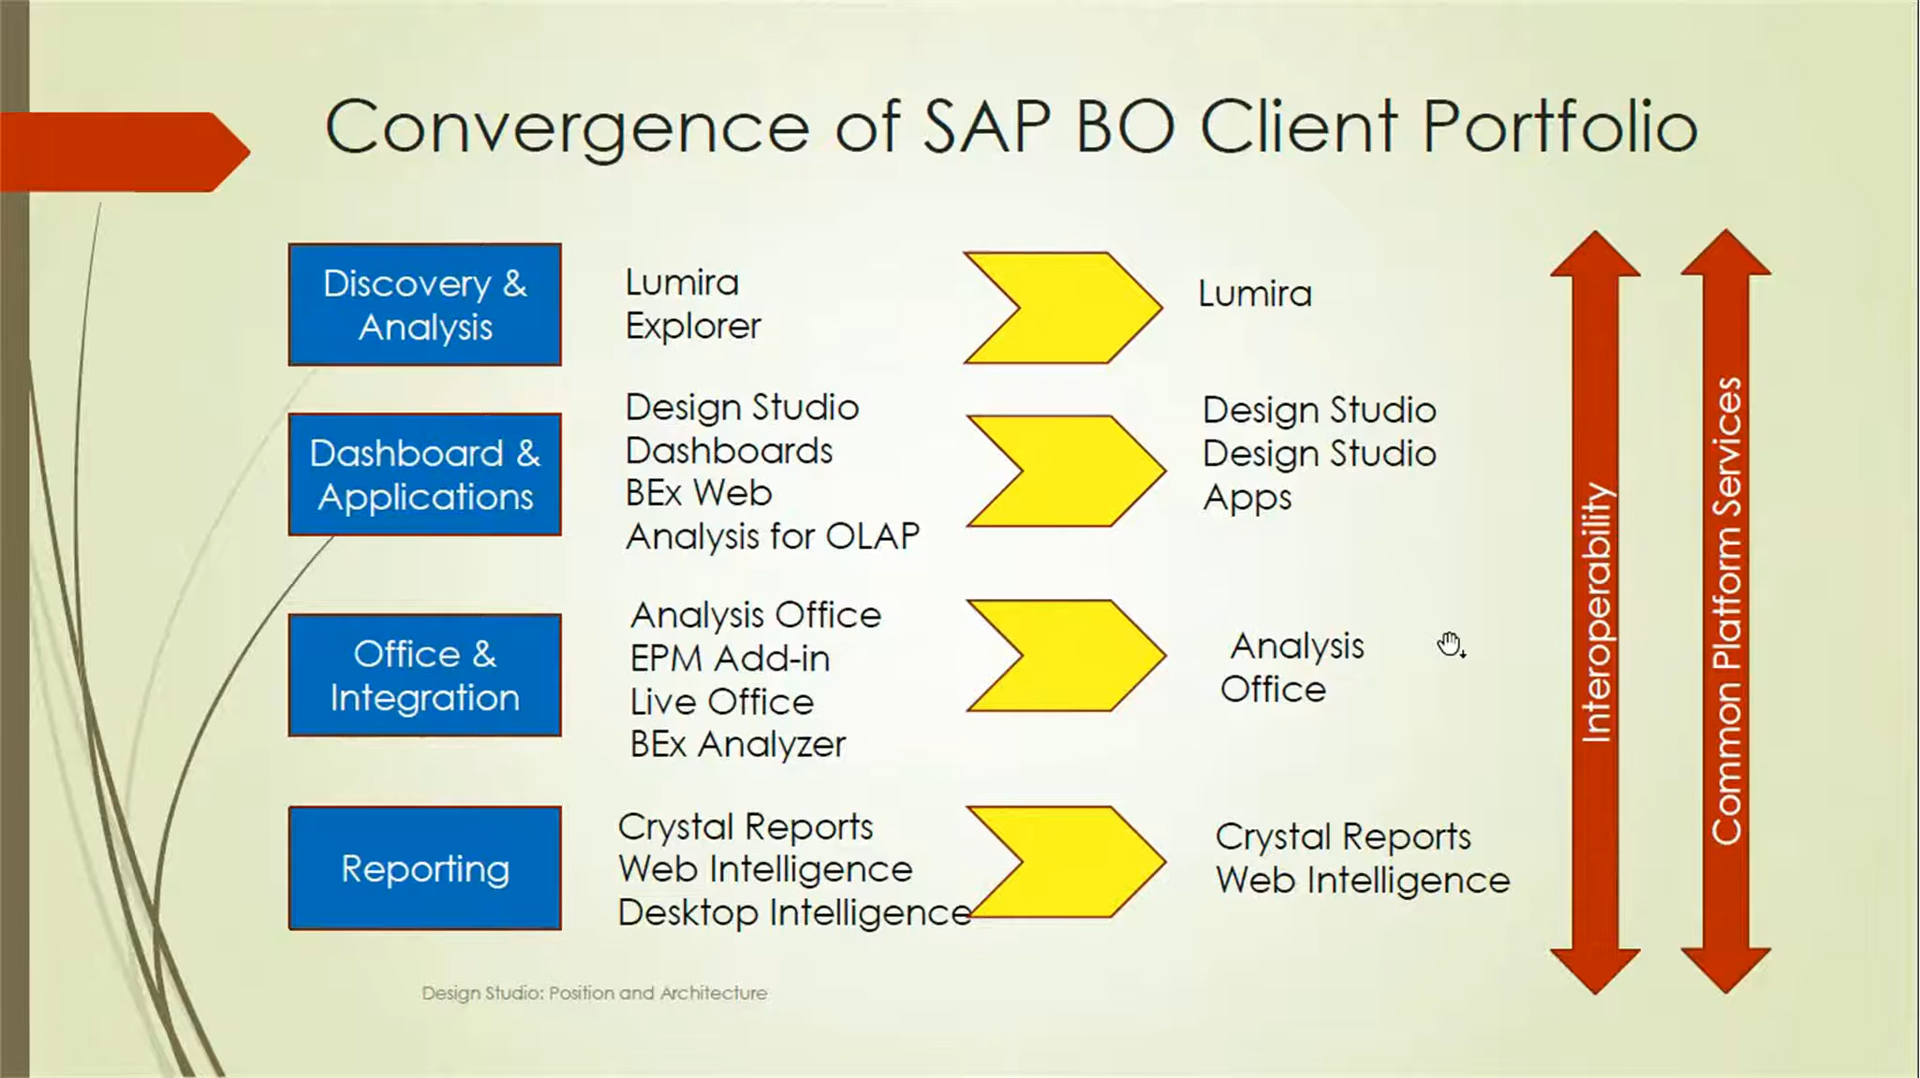 Convergence of SAP BO Client Portfolio
Discovery &
Analysis
Lumira
Explorer
Lumira
Dashboard &
Applications
Design Studio
Dashboards
BEx Web
Analysis for OLAP
Design Studio
Design Studio
Apps
Office &
Integration
Analysis Office
EPM Add-in
Live Office
BEx Analyzer
Analysis
Office
Reporting
Crystal Reports
Web Intelligence
Desktop Intelligence
Crystal Reports
Web Intelligence
Interoperability
Common Platform Services
Design Studio: Position and Architecture